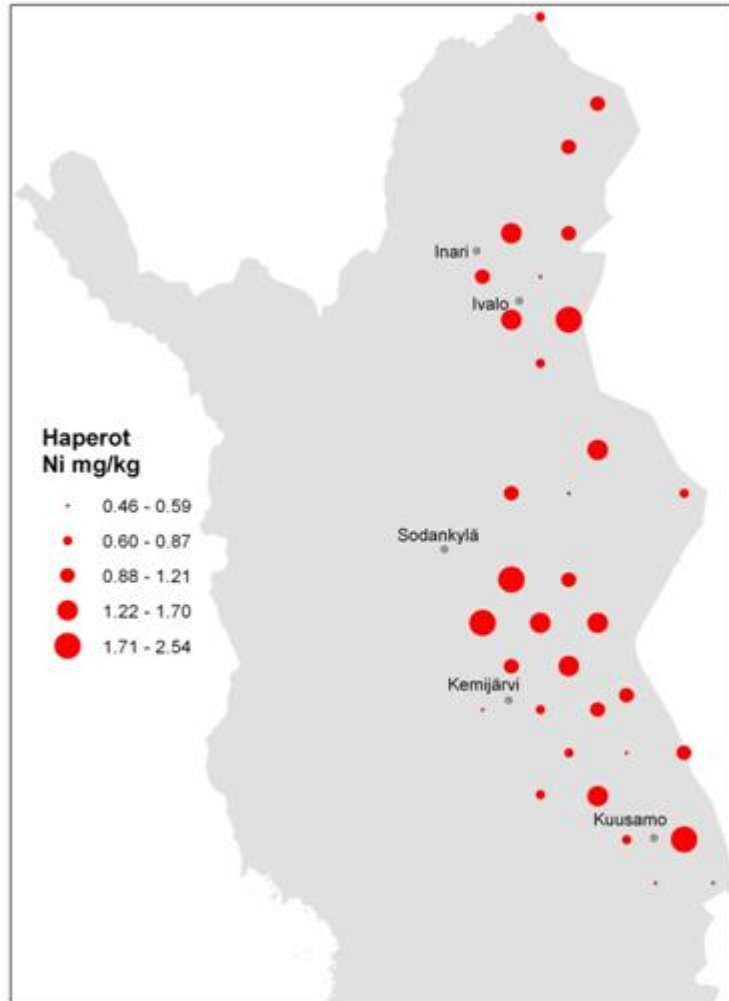 Inari
Ivalo
Haperot
Ni mg/kg
0.46 - 0.59
0.60 - 0.87
0.88 - 1.21
1.22 - 1.70
1.71 - 2.54
Sodankylä
Kemijärvi
Kuusamo